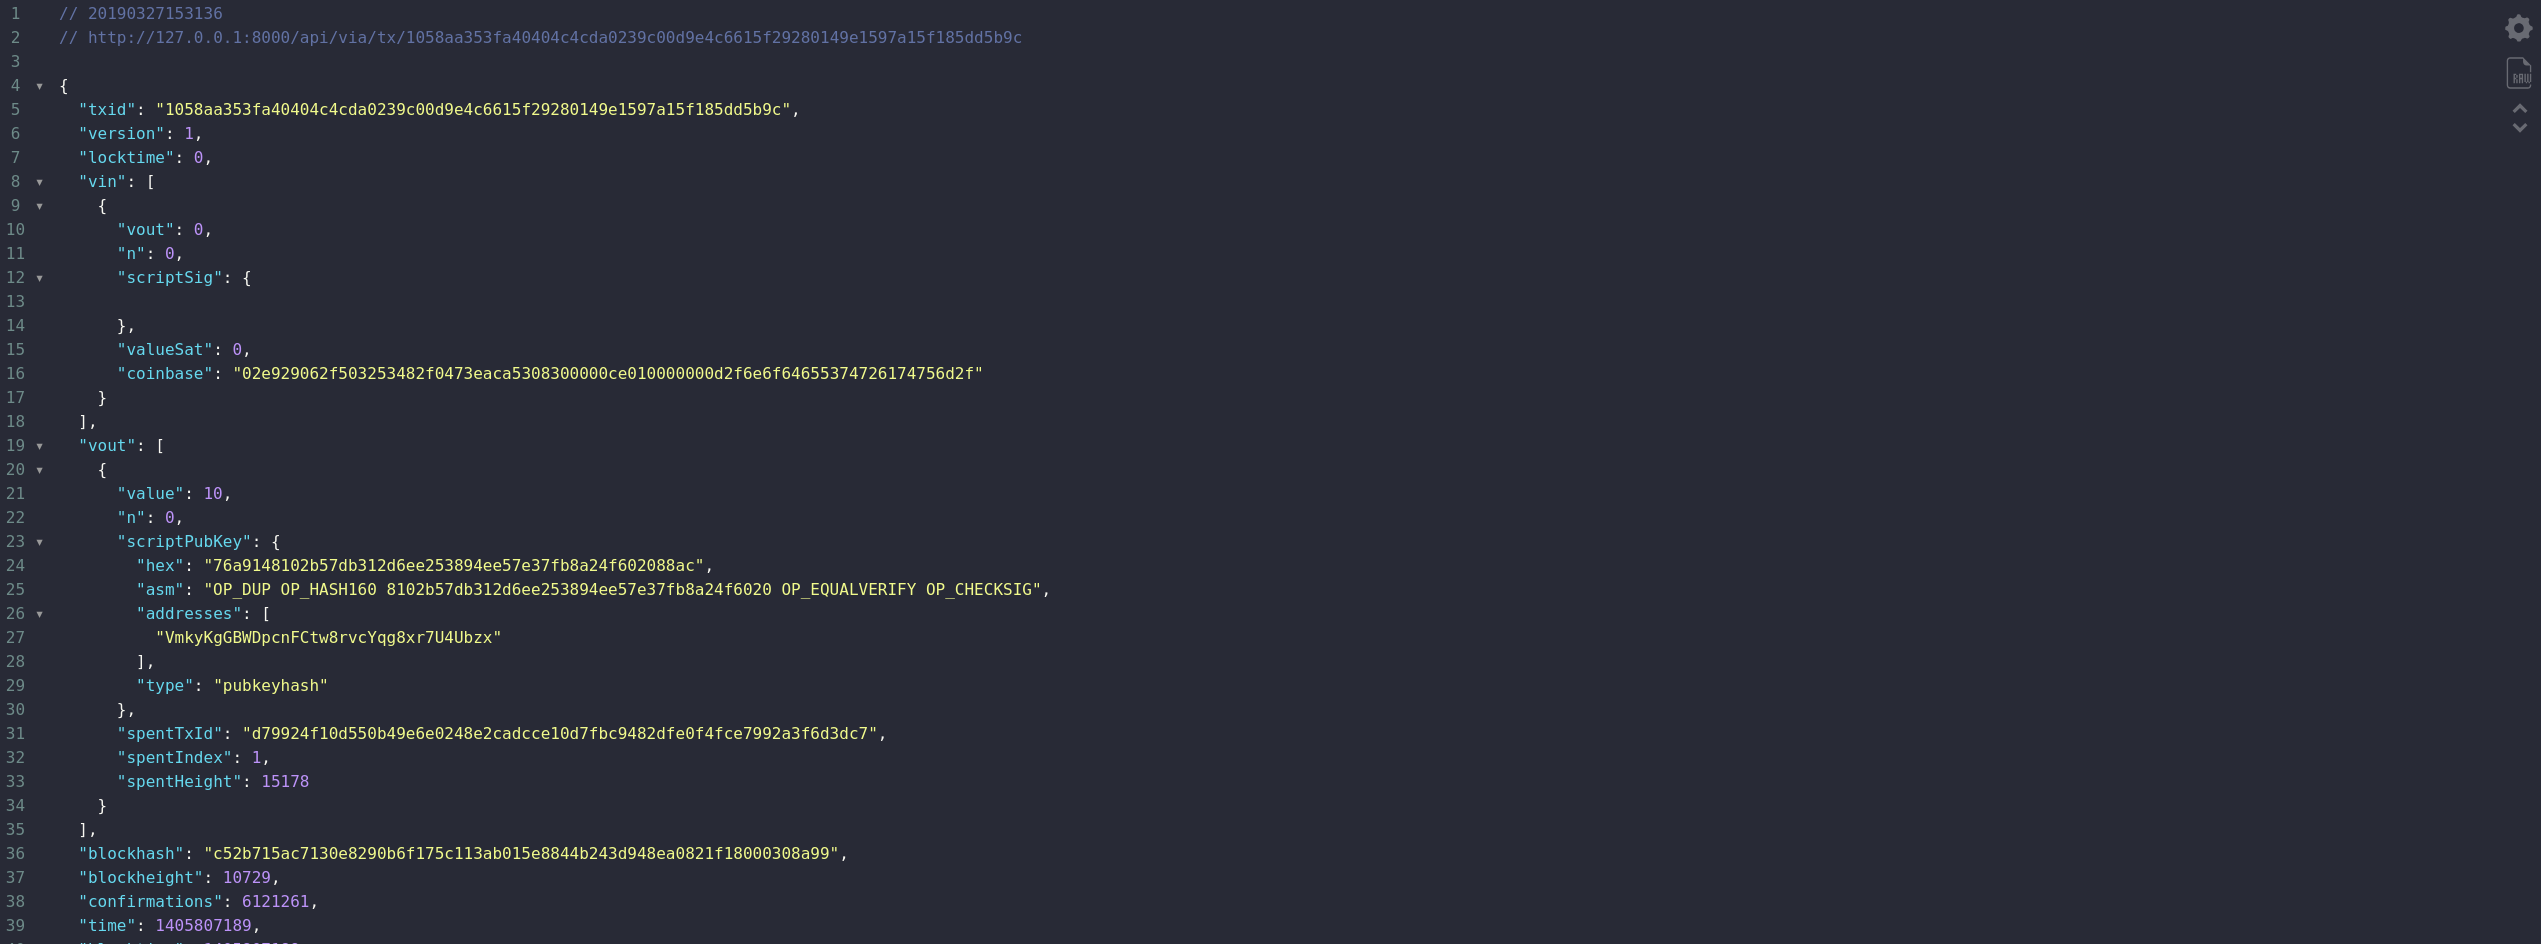 1 // 20190327153136
2 // http://127.0.0.1:8000/api/via/tx/1058aa353fa40404c4cda0239c00d9e4c6615f29280149e1597a15f185dd5b9c
3
4 {
5 "txid": "1058aa353fa40404c4cda0239c00d9e4c6615f29280149e1597a15f185dd5b9c",
6 "version": 1,
7 "locktime": 0,
8 "vin": [
9 {
10 "vout": 0,
11 "n": 0,
12 "scriptSig": {
13
14 },
15 "valueSat": 0,
16 "coinbase": "02e929062f503253482f0473eaca5308300000ce010000000d2f6e6f64655374726174756d2f"
17 }
18 ],
19 "vout": [
20 {
21 "value": 10,
22 "n": 0,
23 "scriptPubKey": {
24 "hex": "76a9148102b57db312d6ee253894ee57e37fb8a24f602088ac",
25 "asm": "OP_DUP OP_HASH160 8102b57db312d6ee253894ee57e37fb8a24f6020 OP_EQUALVERIFY OP_CHECKSIG",
26 "addresses": [
27 "VmkyKgGBWDpcnFCtw8rvcYqg8xr7U4Ubzx"
28 ],
29 "type": "pubkeyhash"
30 },
31 "spentTxId": "d79924f10d550b49e6e0248e2cadcce10d7fbc9482dfe0f4fce7992a3f6d3dc7",
32 "spentIndex": 1,
33 "spentHeight": 15178
34 }
35 ],
36 "blockhash": "c52b715ac7130e8290b6f175c113ab015e8844b243d948ea0821f18000308a99",
37 "blockheight": 10729,
38 "confirmations": 6121261,
39 "time": 1405807189,
RAW